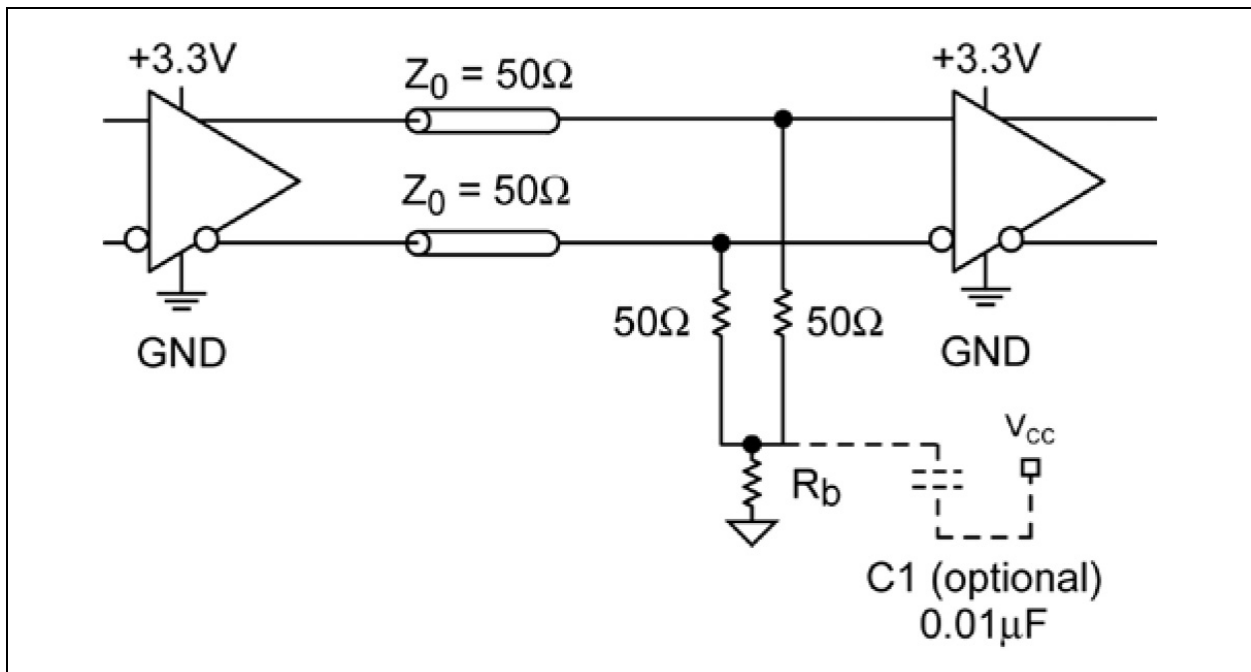 +3.3V
Z0 = 50Ω
+3.3V
Z0 = 50Ω
50Ω
50Ω
GND
GND
VCC
Rb
C1 (optional)
0.01μF